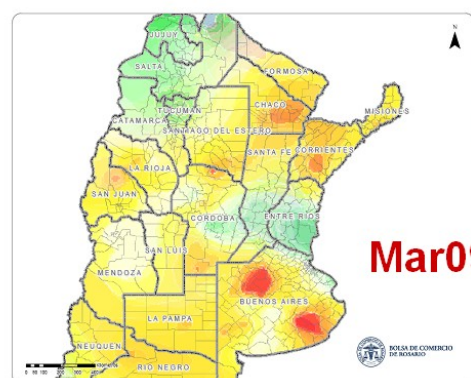 JUJUY
SALTA
FORMOSA
CHACO
TUCUMAN
MISIONES
CATAMARCA
SANTIAGO DEL ESTERO
SANTA FE
CORRIENTES
LA RIOJA
SAN JUAN
CORDOBA
ENTRE RIOS
SAN LUIS
MENDOZA
Mar09
BUENOS AIRES
LA PAMPA
NEUQUEN
RIO NEGRO
BOLSA DE COMERCIO
DE ROSARIO